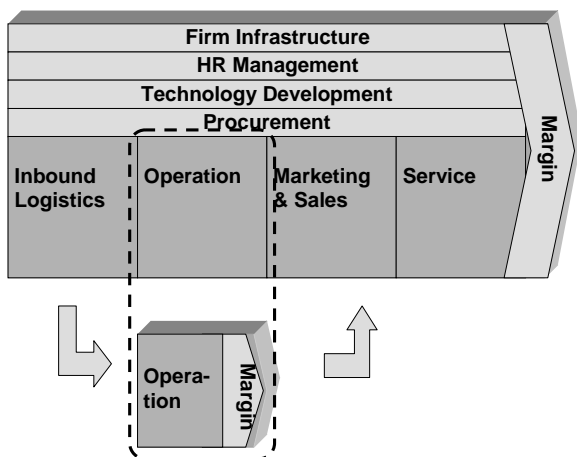 Firm Infrastructure
HR Management
Technology Development
Procurement
Inbound
Logistics
Operation
Marketing
& Sales
Service
Margin
Opera-
tion
Margin